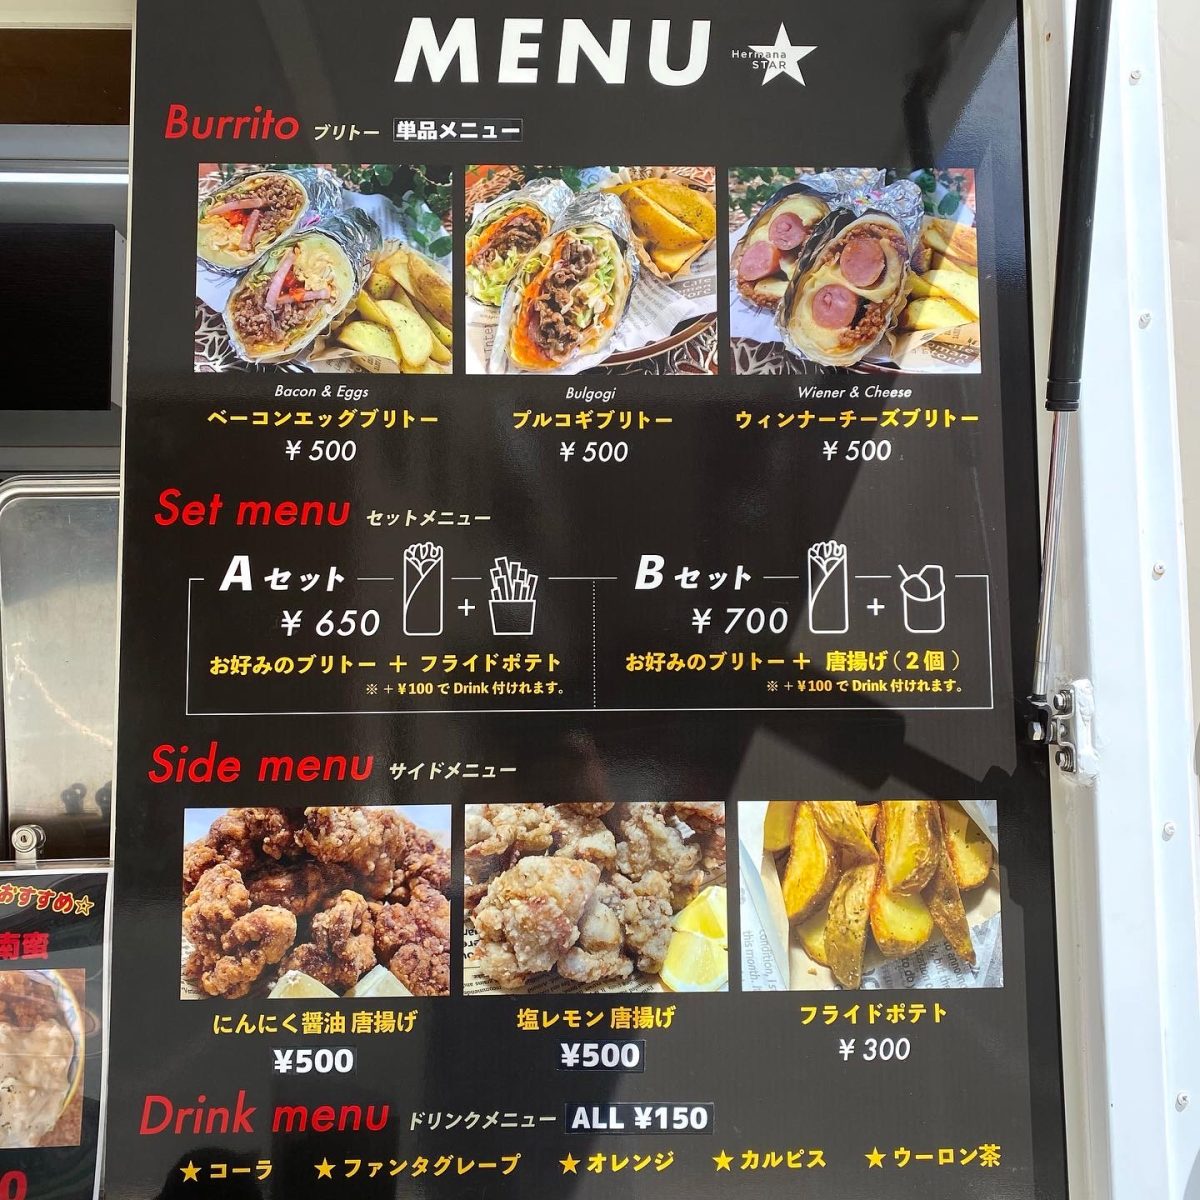 MENU
Hermana
STAR
Burrito ブリトー 単品メニュー
Bacon & Eggs
ベーコンエッグブリトー
￥500
Bulgogi
プルコギブリトー
￥500
Wiener & Cheese
ウィンナーチーズブリトー
￥500
Set menu セットメニュー
Aセット
￥650
お好みのブリトー + フライドポテト
※ +￥100 で Drink 付けれます。
Bセット
￥700
お好みのブリトー + 唐揚げ(2個)
※ +￥100 で Drink 付けれます。
Side menu サイドメニュー
にんにく醤油 唐揚げ
¥500
塩レモン 唐揚げ
¥500
フライドポテト
￥300
Drink menu ドリンクメニュー ALL ¥150
★コーラ ★ファンタグレープ ★オレンジ ★カルピス ★ウーロン茶
おすすめ☆
南蛮